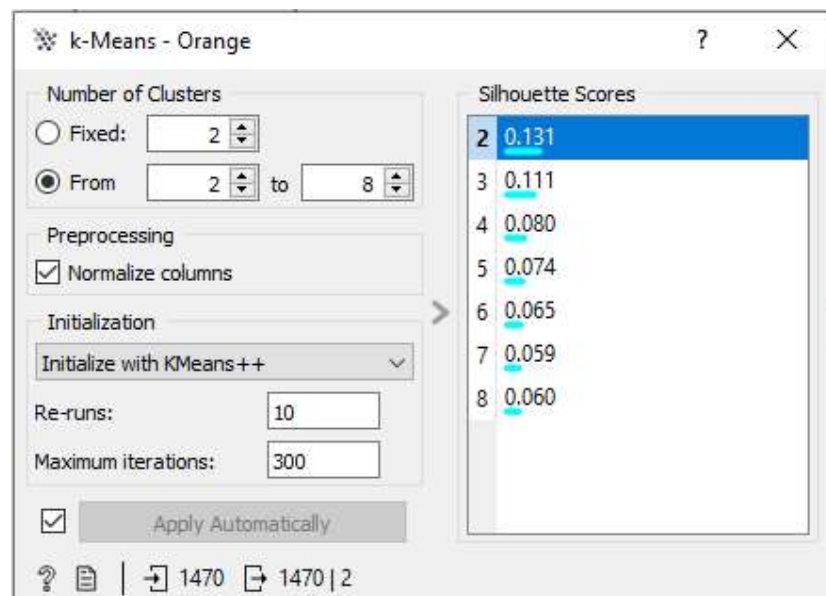 k-Means - Orange ? X
Number of Clusters
Fixed: 2
From 2 to 8
Preprocessing
Normalize columns
Initialization
Initialize with KMeans++
Re-runs: 10
Maximum iterations: 300
Apply Automatically
? | 1470 1470 | 2
Silhouette Scores
2 0.131
3 0.111
4 0.080
5 0.074
6 0.065
7 0.059
8 0.060